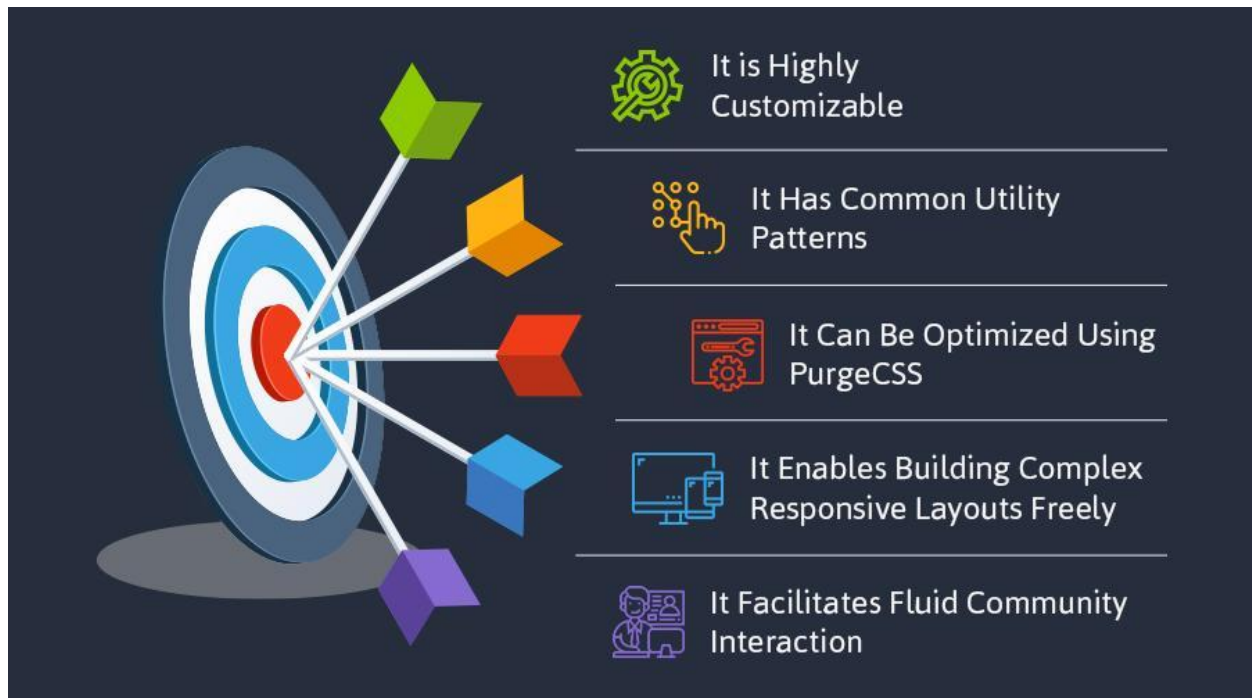 It is Highly
Customizable
It Has Common Utility
Patterns
It Can Be Optimized Using
PurgeCSS
It Enables Building Complex
Responsive Layouts Freely
It Facilitates Fluid Community
Interaction